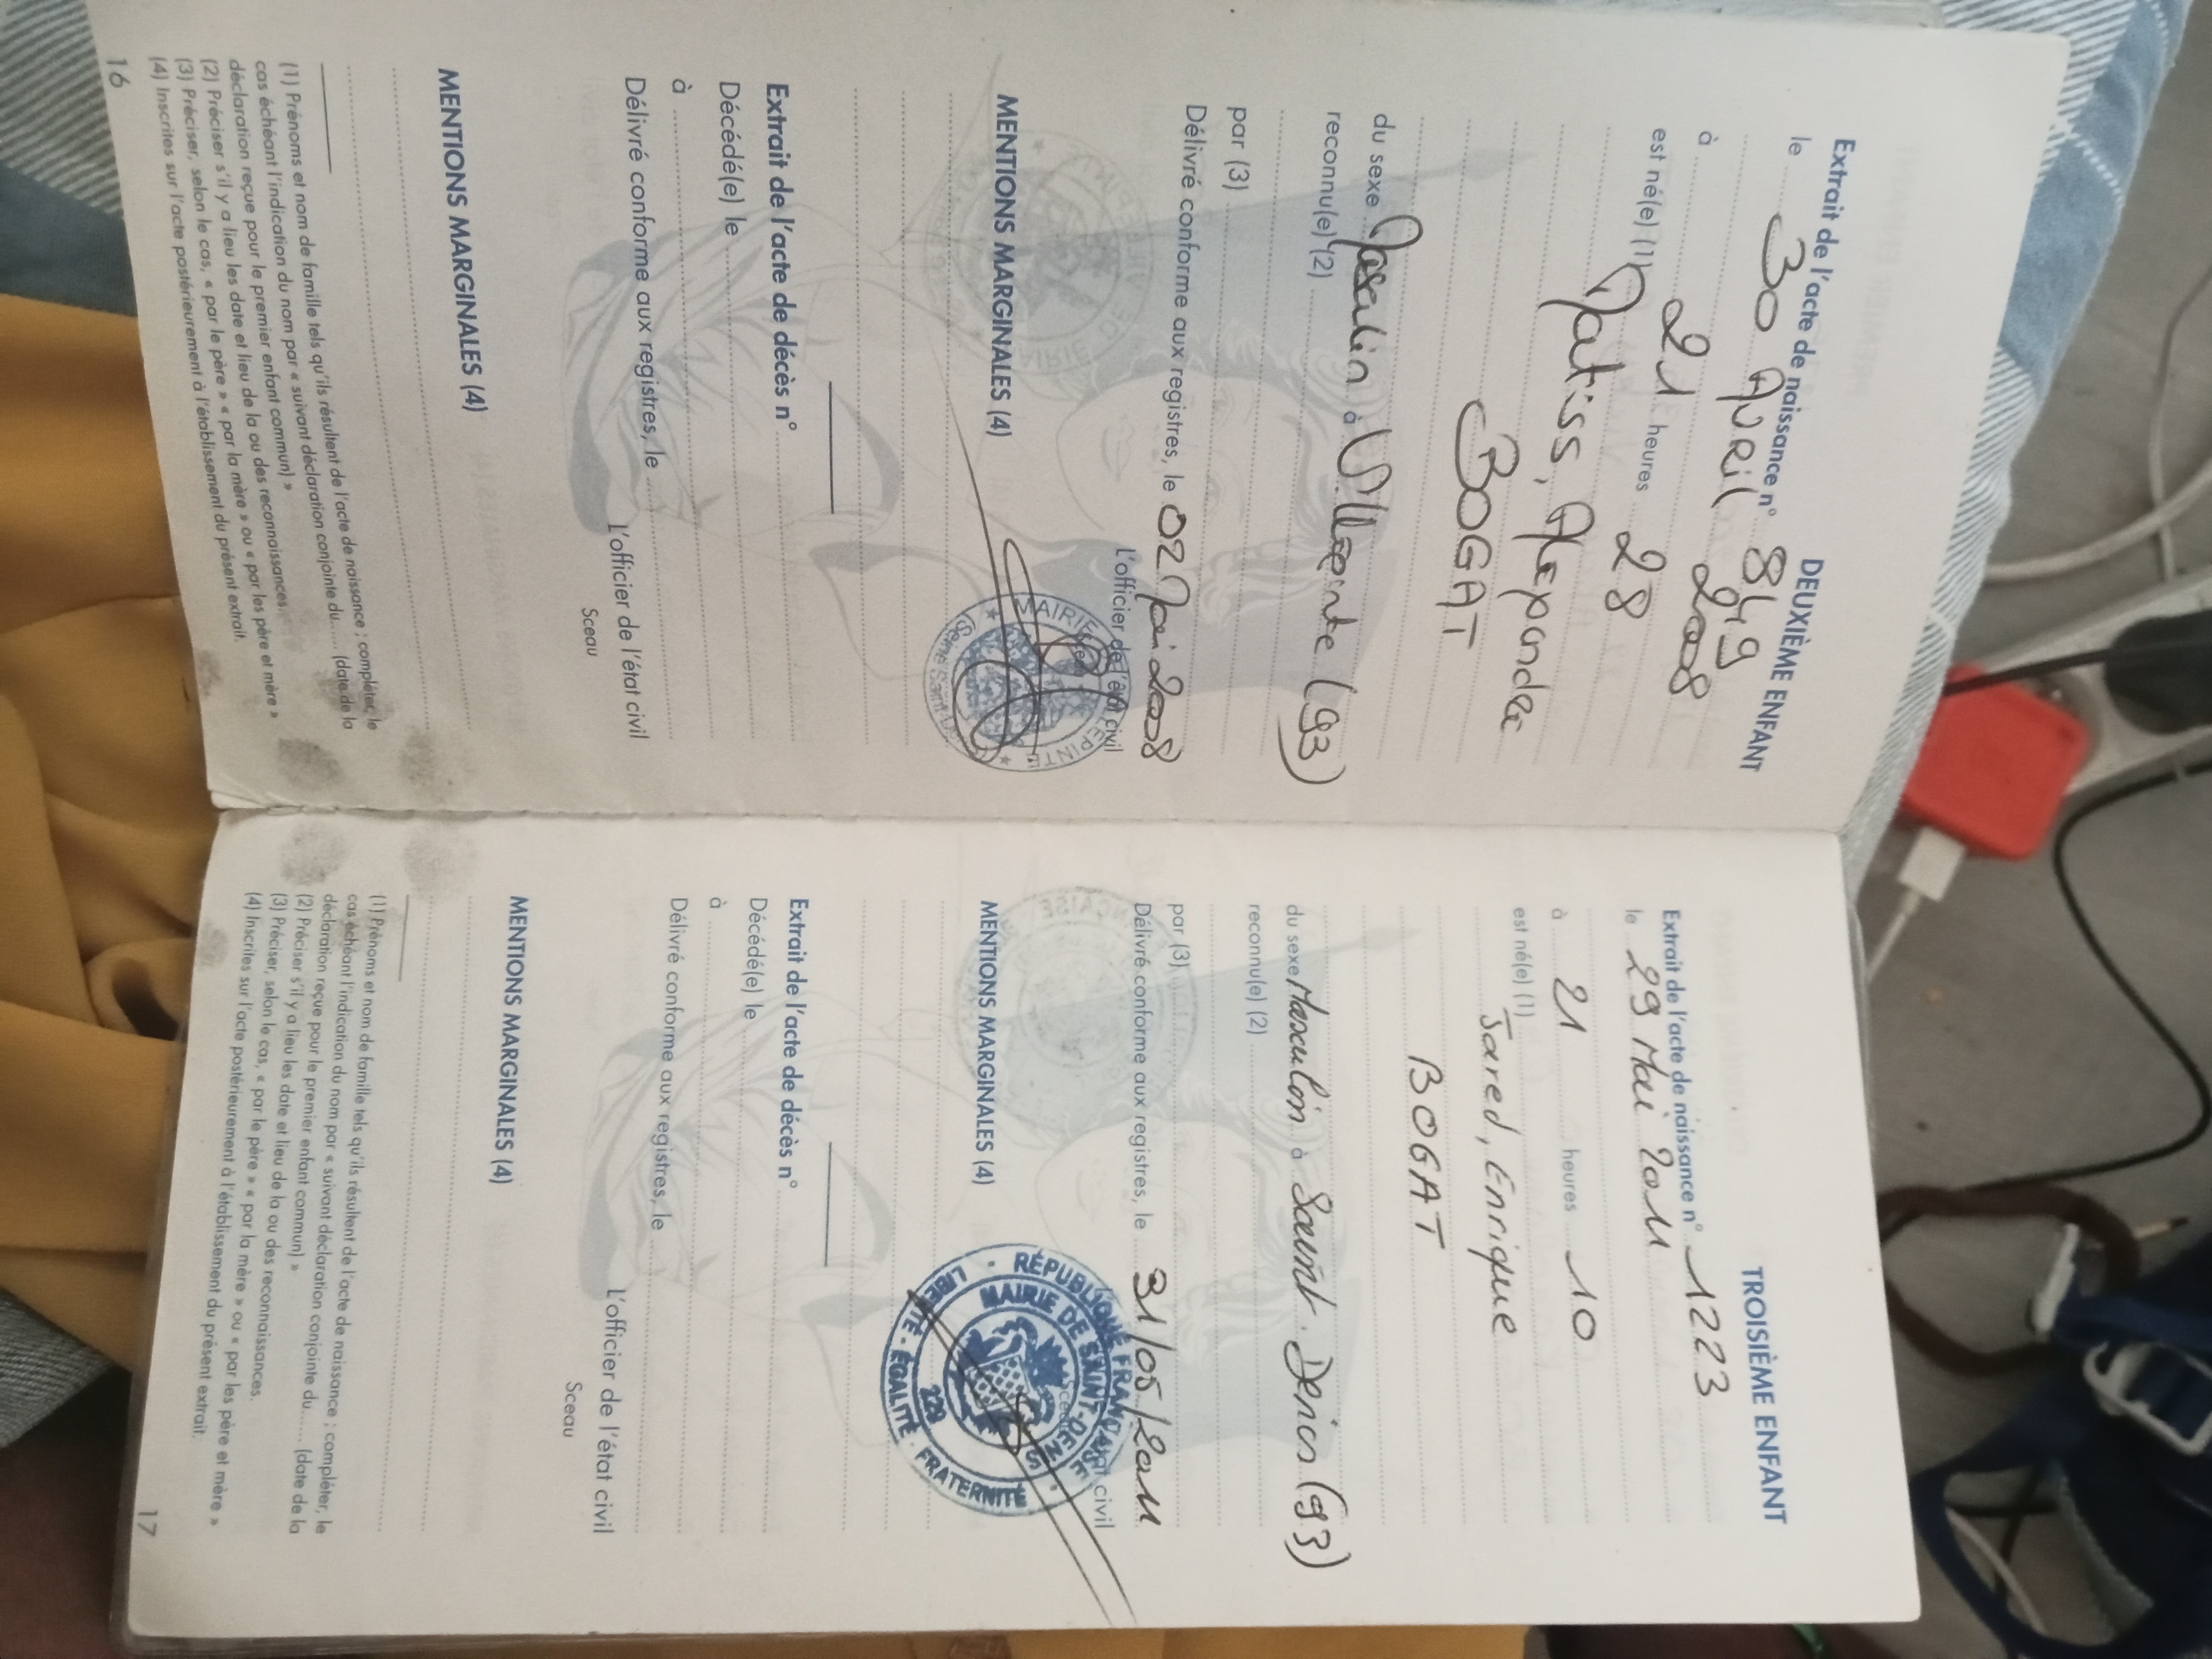 DEUXIÈME ENFANT
Extrait de l'acte de naissance n° 849
le 30 AVRIL 2008
à 21 heures 28
est né(e) (1) Matiss, Alexandre
BOGAT
du sexe Masculin à Villepinte (93)
reconnu(e) (2)
par (3)
Délivré conforme aux registres, le 02 Mai 2008
L'officier de l'état civil
MAIRIE
MENTIONS MARGINALES (4)
Extrait de l'acte de décès n°
Décédé(e) le
à
Délivré conforme aux registres, le
L'officier de l'état civil
Sceau
MENTIONS MARGINALES (4)
(1) Prénoms et nom de famille tels qu'ils résultent de l'acte de naissance ; compléter, le
cas échéant l'indication du nom par « suivant déclaration conjointe du...... (date de la
déclaration reçue pour le premier enfant commun) »
(2) Préciser s'il y a lieu les date et lieu de la ou des reconnaissances.
(3) Préciser, selon le cas, « par le père » « par la mère » ou « par les père et mère »
(4) Inscrites sur l'acte postérieurement à l'établissement du présent extrait.
16
TROISIÈME ENFANT
Extrait de l'acte de naissance n° 1223
le 29 Mai 2011
à 21 heures 10
est né(e) (1) Jared, Enrique
BOGAT
du sexe Masculin à Saint-Denis (93)
reconnu(e) (2)
par (3)
Délivré conforme aux registres, le 31/05/2011
RÉPUBLIQUE FRANÇAISE
MAIRIE DE SAINT-DENIS
LIBERTÉ - ÉGALITÉ - FRATERNITÉ
MENTIONS MARGINALES (4)
Extrait de l'acte de décès n°
Décédé(e) le
à
Délivré conforme aux registres, le
L'officier de l'état civil
Sceau
MENTIONS MARGINALES (4)
(1) Prénoms et nom de famille tels qu'ils résultent de l'acte de naissance ; compléter, le
cas échéant l'indication du nom par « suivant déclaration conjointe du...... (date de la
déclaration reçue pour le premier enfant commun) »
(2) Préciser s'il y a lieu les date et lieu de la ou des reconnaissances.
(3) Préciser, selon le cas, « par le père » « par la mère » ou « par les père et mère »
(4) Inscrites sur l'acte postérieurement à l'établissement du présent extrait.
17